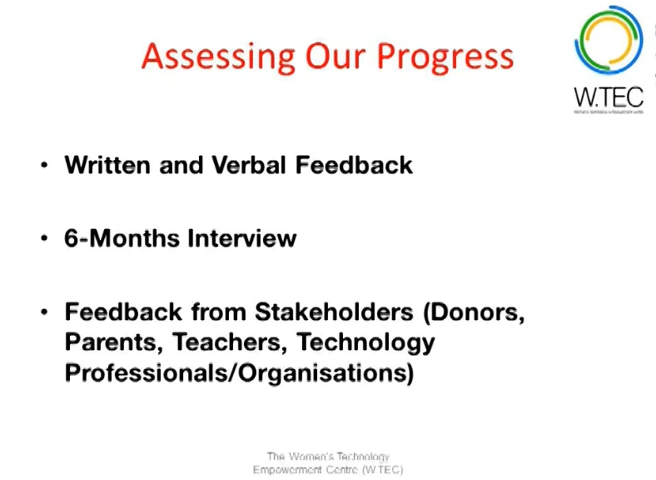 Assessing Our Progress
W.TEC
• Written and Verbal Feedback
• 6-Months Interview
• Feedback from Stakeholders (Donors,
Parents, Teachers, Technology
Professionals/Organisations)
The Women's Technology
Empowerment Centre (W.TEC)